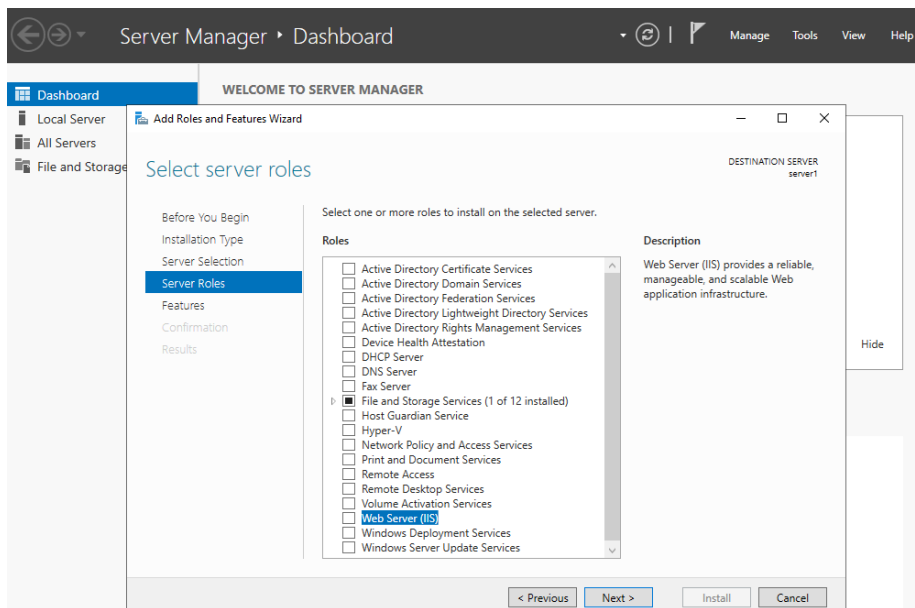 Server Manager • Dashboard
Manage Tools View Help
Dashboard
Local Server
All Servers
File and Storage
WELCOME TO SERVER MANAGER
Add Roles and Features Wizard
Select server roles
DESTINATION SERVER
server1
Before You Begin
Installation Type
Server Selection
Server Roles
Features
Confirmation
Results
Select one or more roles to install on the selected server.
Roles
Active Directory Certificate Services
Active Directory Domain Services
Active Directory Federation Services
Active Directory Lightweight Directory Services
Active Directory Rights Management Services
Device Health Attestation
DHCP Server
DNS Server
Fax Server
File and Storage Services (1 of 12 installed)
Host Guardian Service
Hyper-V
Network Policy and Access Services
Print and Document Services
Remote Access
Remote Desktop Services
Volume Activation Services
Web Server (IIS)
Windows Deployment Services
Windows Server Update Services
Description
Web Server (IIS) provides a reliable,
manageable, and scalable Web
application infrastructure.
Hide
< Previous Next > Install Cancel